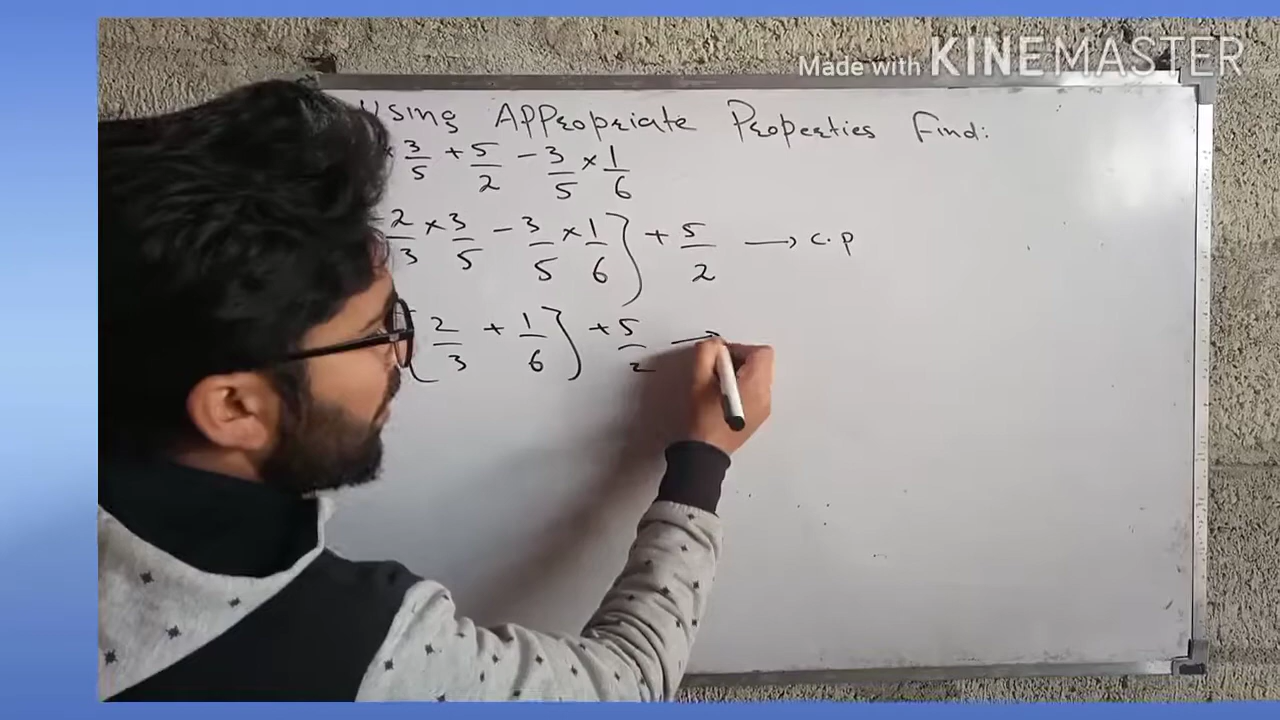 Made with KINEMASTER
Using Appropriate Properties Find:
× 3/5 + 5/2 - 3/5 × 1/6
-2/3 × 3/5 - 3/5 × 1/6] + 5/2 → C.P
[2/3 + 1/6] + 5/2 →